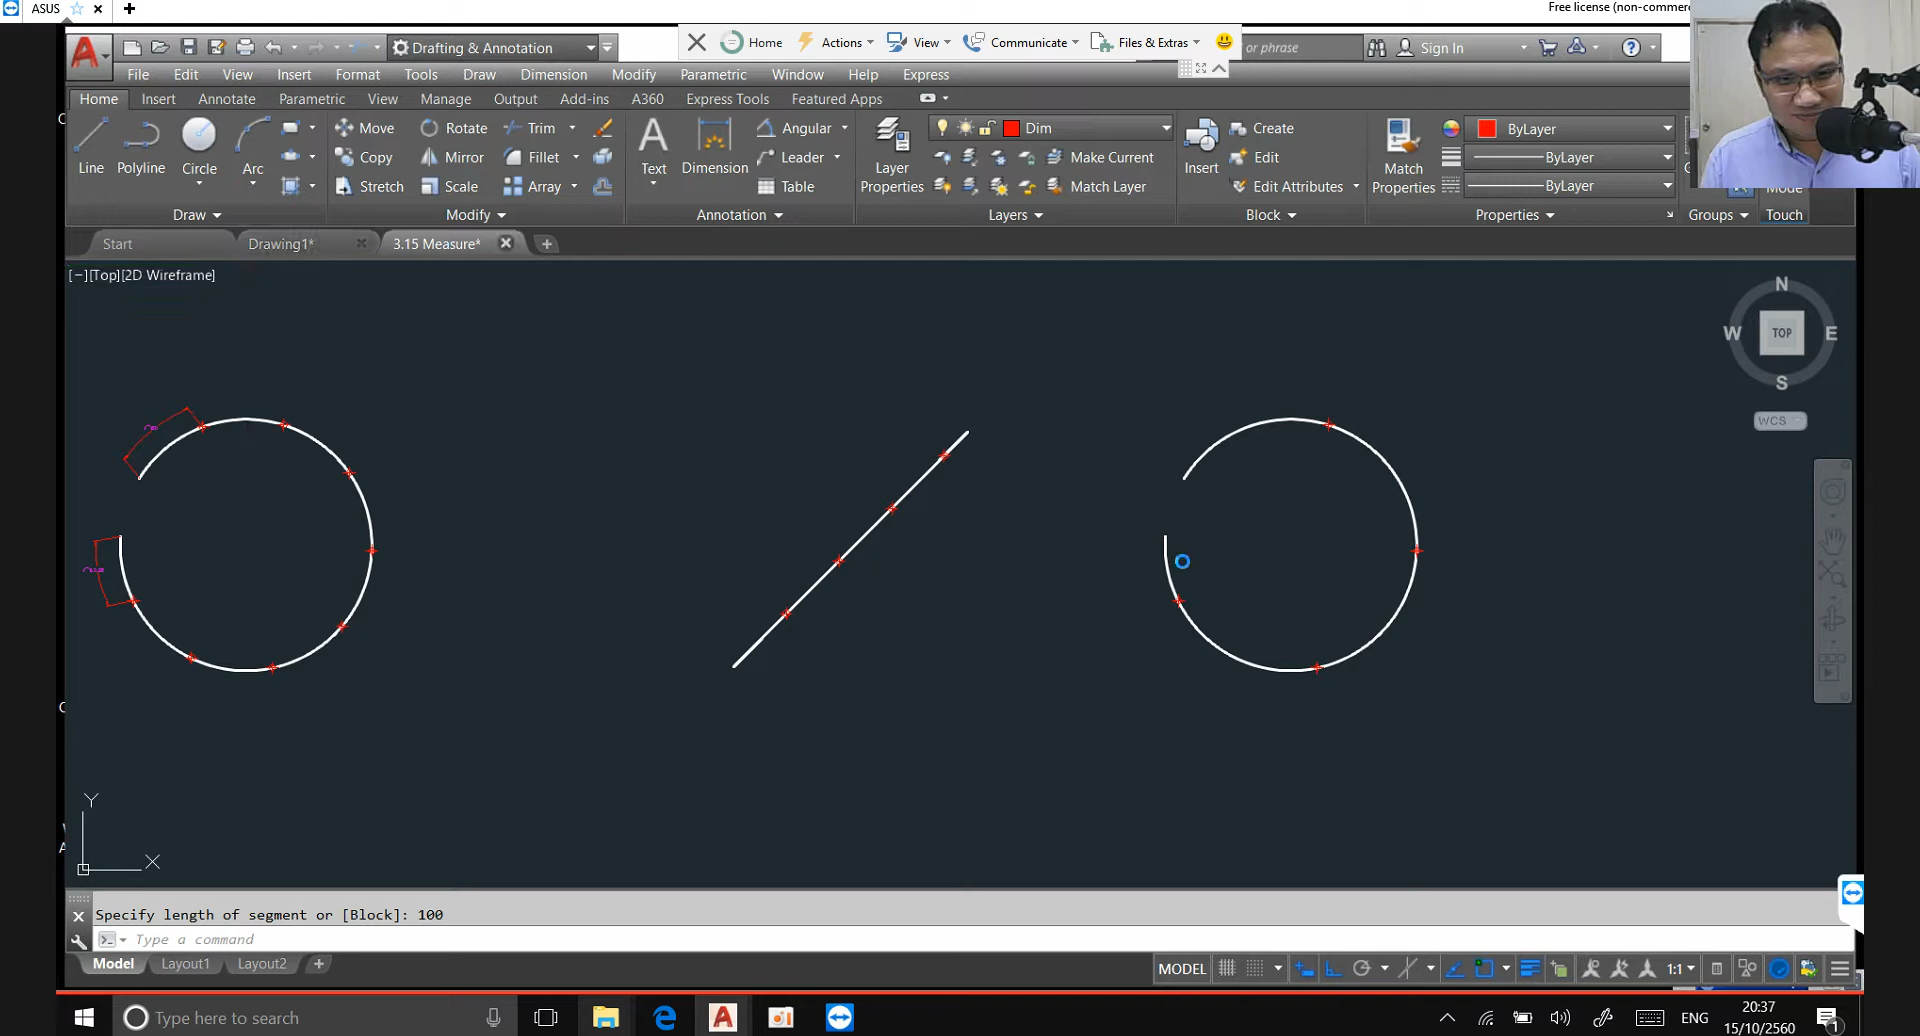 ASUS
Free license (non-commerc
Drafting & Annotation
Home
Actions
View
Communicate
Files & Extras
or phrase
Sign In
File Edit View Insert Format Tools Draw Dimension Modify Parametric Window Help Express
Home Insert Annotate Parametric View Manage Output Add-ins A360 Express Tools Featured Apps
Line
Polyline
Circle
Arc
Draw
Move
Rotate
Trim
Copy
Mirror
Fillet
Stretch
Scale
Array
Modify
Text
Dimension
Angular
Leader
Table
Annotation
Layer
Properties
Dim
Make Current
Match Layer
Layers
Insert
Create
Edit
Edit Attributes
Block
Match
Properties
ByLayer
ByLayer
ByLayer
Properties
Groups
Mode
Touch
Start
Drawing1*
3.15 Measure*
[−][Top][2D Wireframe]
N
W
TOP
E
S
WCS
Y
X
Specify length of segment or [Block]: 100
Type a command
Model
Layout1
Layout2
MODEL
1:1
Type here to search
ENG
20:37
15/10/2560
1